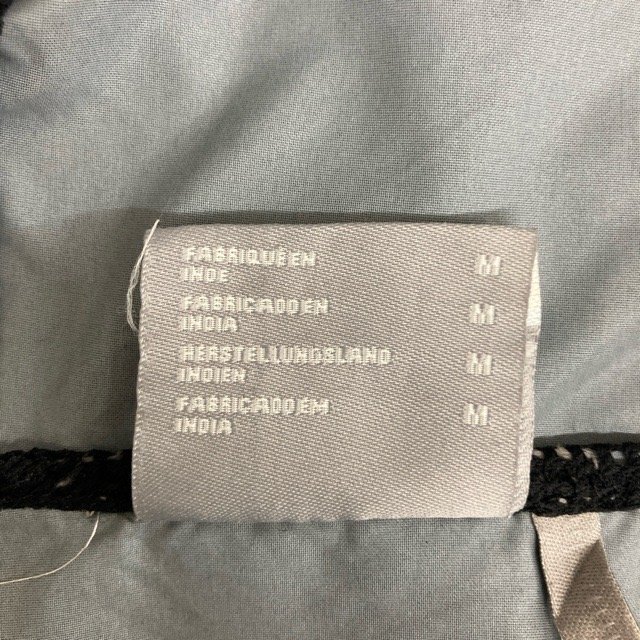 FABRIQUÉ EN M
INDE
FABRICADO EN M
INDIA
HERSTELLUNGSLAND M
INDIEN
FABRICADO EM M
INDIA